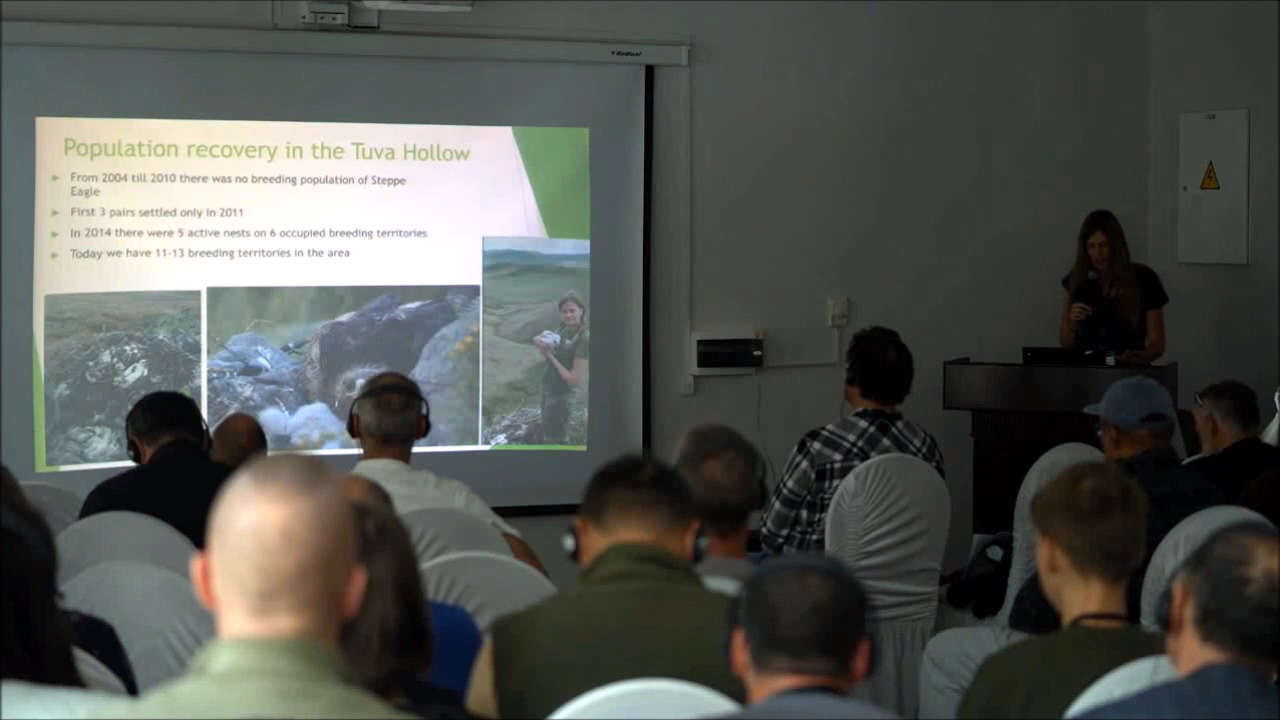 Population recovery in the Tuva Hollow
From 2004 till 2010 there was no breeding population of Steppe
Eagle
First 3 pairs settled only in 2011
In 2014 there were 5 active nests on 6 occupied breeding territories
Today we have 11-13 breeding territories in the area